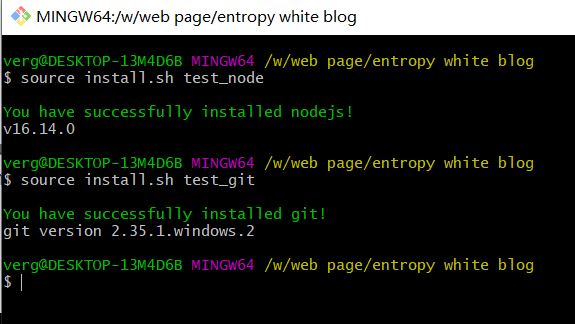 MINGW64:/w/web page/entropy white blog
verg@DESKTOP-13M4D6B MINGW64 /w/web page/entropy white blog
$ source install.sh test_node
You have successfully installed nodejs!
v16.14.0
verg@DESKTOP-13M4D6B MINGW64 /w/web page/entropy white blog
$ source install.sh test_git
You have successfully installed git!
git version 2.35.1.windows.2
verg@DESKTOP-13M4D6B MINGW64 /w/web page/entropy white blog
$